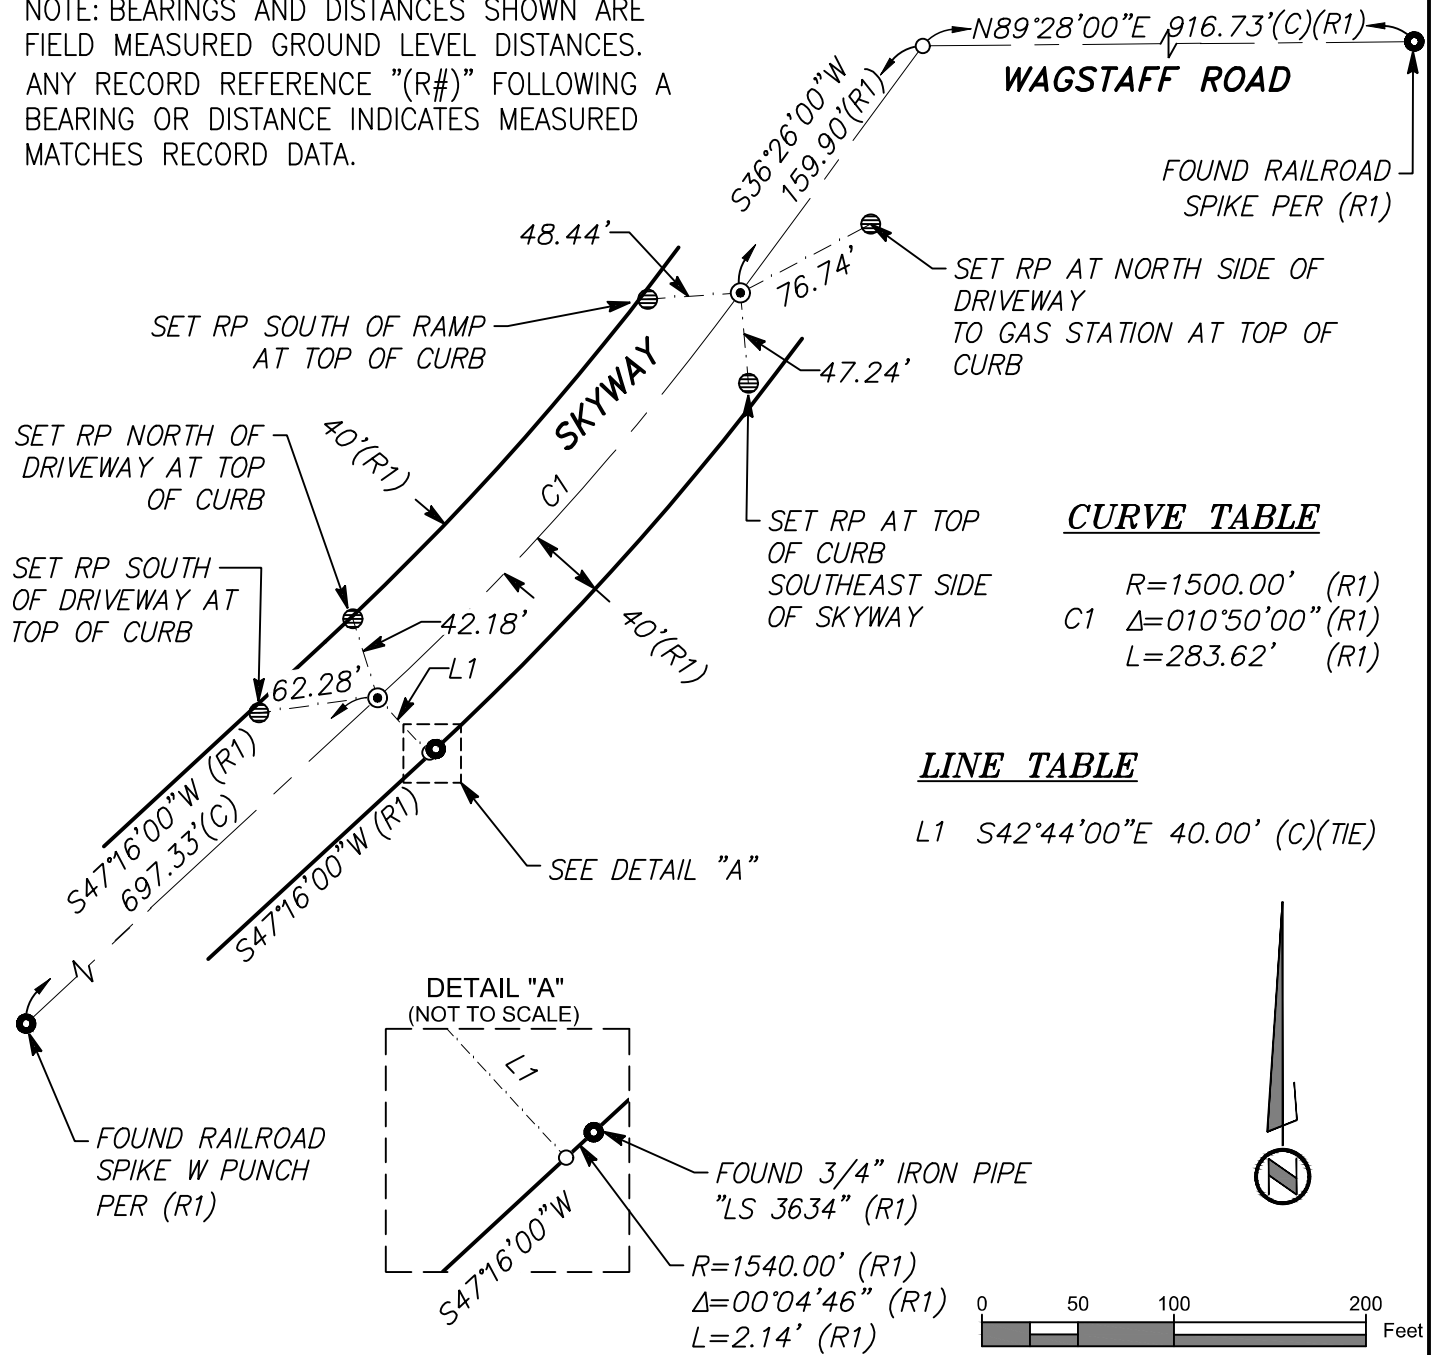 NOTE: BEARINGS AND DISTANCES SHOWN ARE
FIELD MEASURED GROUND LEVEL DISTANCES.
ANY RECORD REFERENCE "(R#)" FOLLOWING A
BEARING OR DISTANCE INDICATES MEASURED
MATCHES RECORD DATA.
N89°28'00"E 916.73'(C)(R1)
WAGSTAFF ROAD
S36°26'00"W
159.90'(R1)
FOUND RAILROAD
SPIKE PER (R1)
48.44'
76.74'
SET RP AT NORTH SIDE OF
DRIVEWAY
TO GAS STATION AT TOP OF
CURB
SET RP SOUTH OF RAMP
AT TOP OF CURB
SKYWAY
47.24'
SET RP NORTH OF
DRIVEWAY AT TOP
OF CURB
40'(R1)
C1
SET RP AT TOP
OF CURB
SOUTHEAST SIDE
OF SKYWAY
CURVE TABLE
R=1500.00' (R1)
C1 Δ=010°50'00" (R1)
L=283.62' (R1)
SET RP SOUTH
OF DRIVEWAY AT
TOP OF CURB
42.18'
40'(R1)
62.28'
L1
S47°16'00"W (R1)
697.33'(C)
S47°16'00"W (R1)
SEE DETAIL "A"
LINE TABLE
L1 S42°44'00"E 40.00' (C)(TIE)
DETAIL "A"
(NOT TO SCALE)
L1
FOUND RAILROAD
SPIKE W PUNCH
PER (R1)
FOUND 3/4" IRON PIPE
"LS 3634" (R1)
S47°16'00"W
R=1540.00' (R1)
Δ=00°04'46" (R1)
L=2.14' (R1)
N
0 50 100 200
Feet